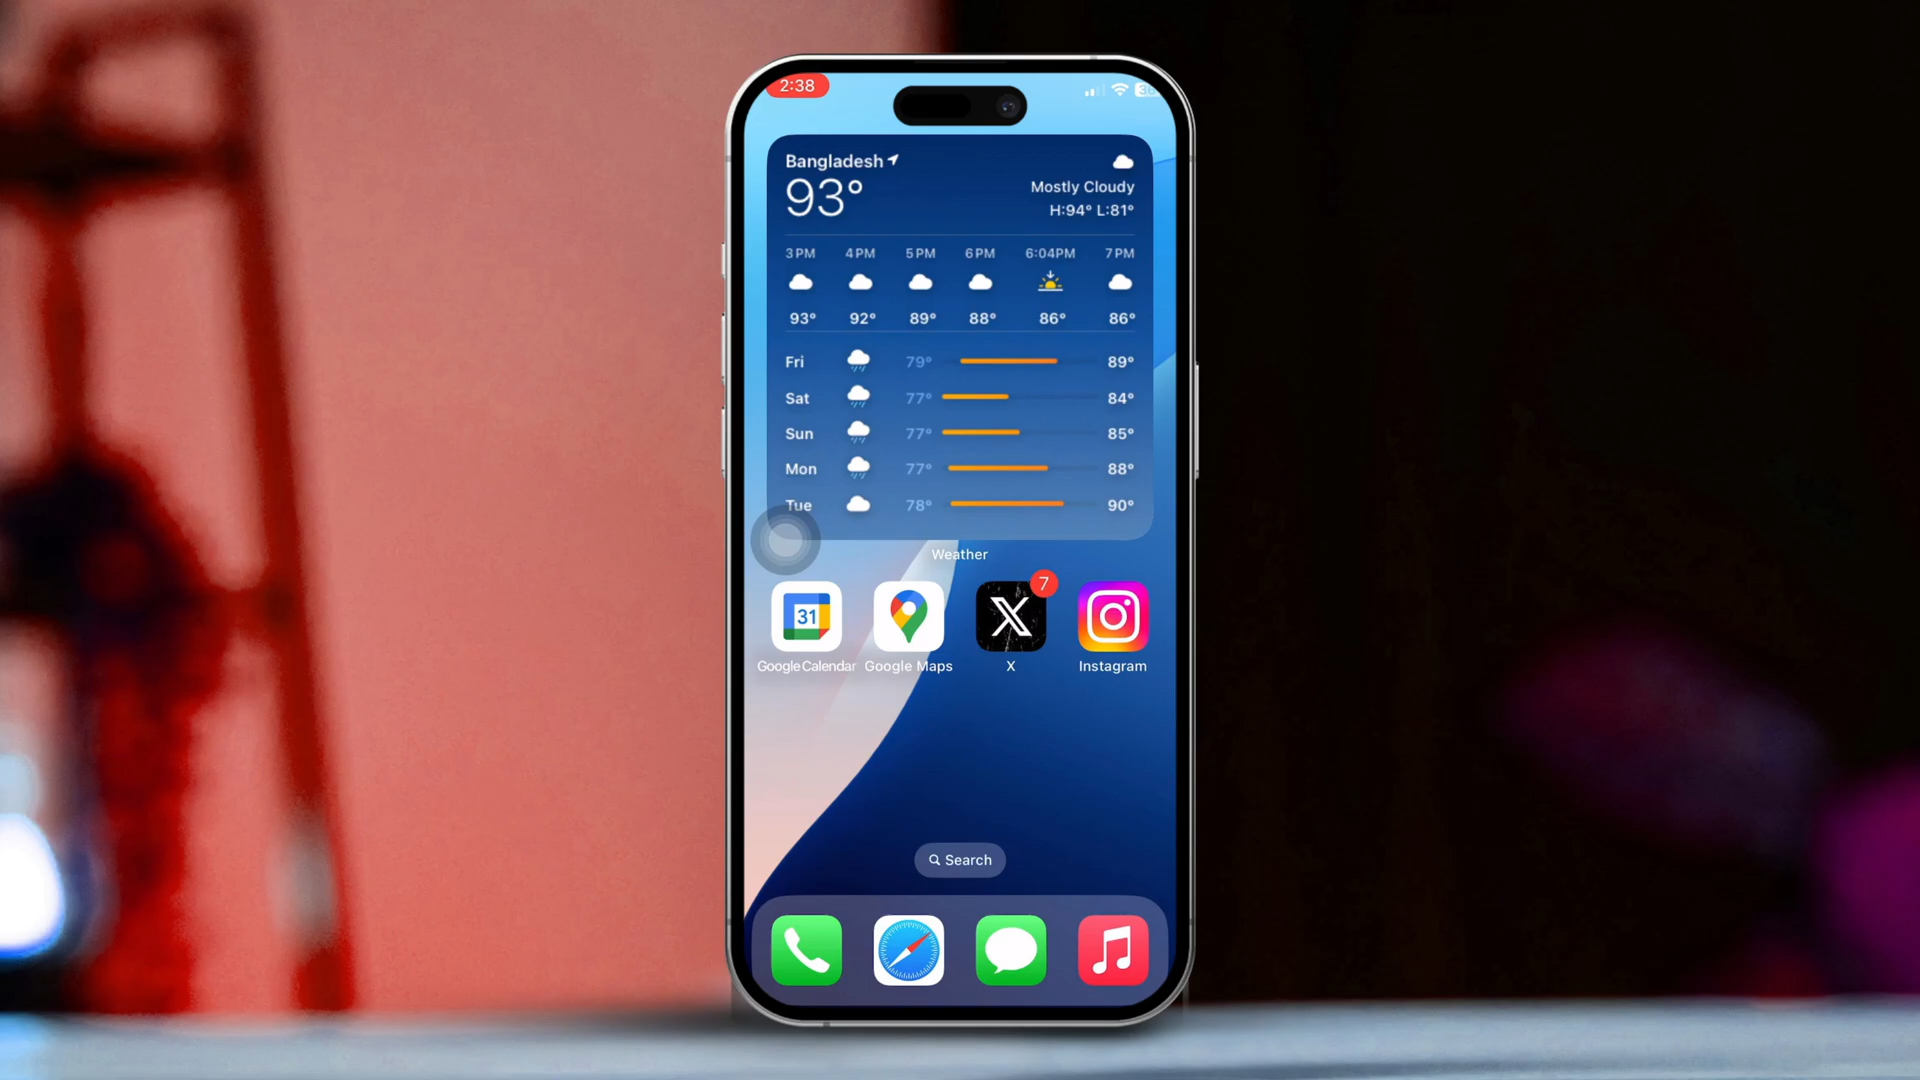 2:38
Bangladesh
93°
Mostly Cloudy
H:94° L:81°
3PM 4PM 5PM 6PM 6:04PM 7PM
93° 92° 89° 88° 86° 86°
Fri 79° 89°
Sat 77° 84°
Sun 77° 85°
Mon 77° 88°
Tue 78° 90°
Weather
7
31
Google Calendar Google Maps X Instagram
Search